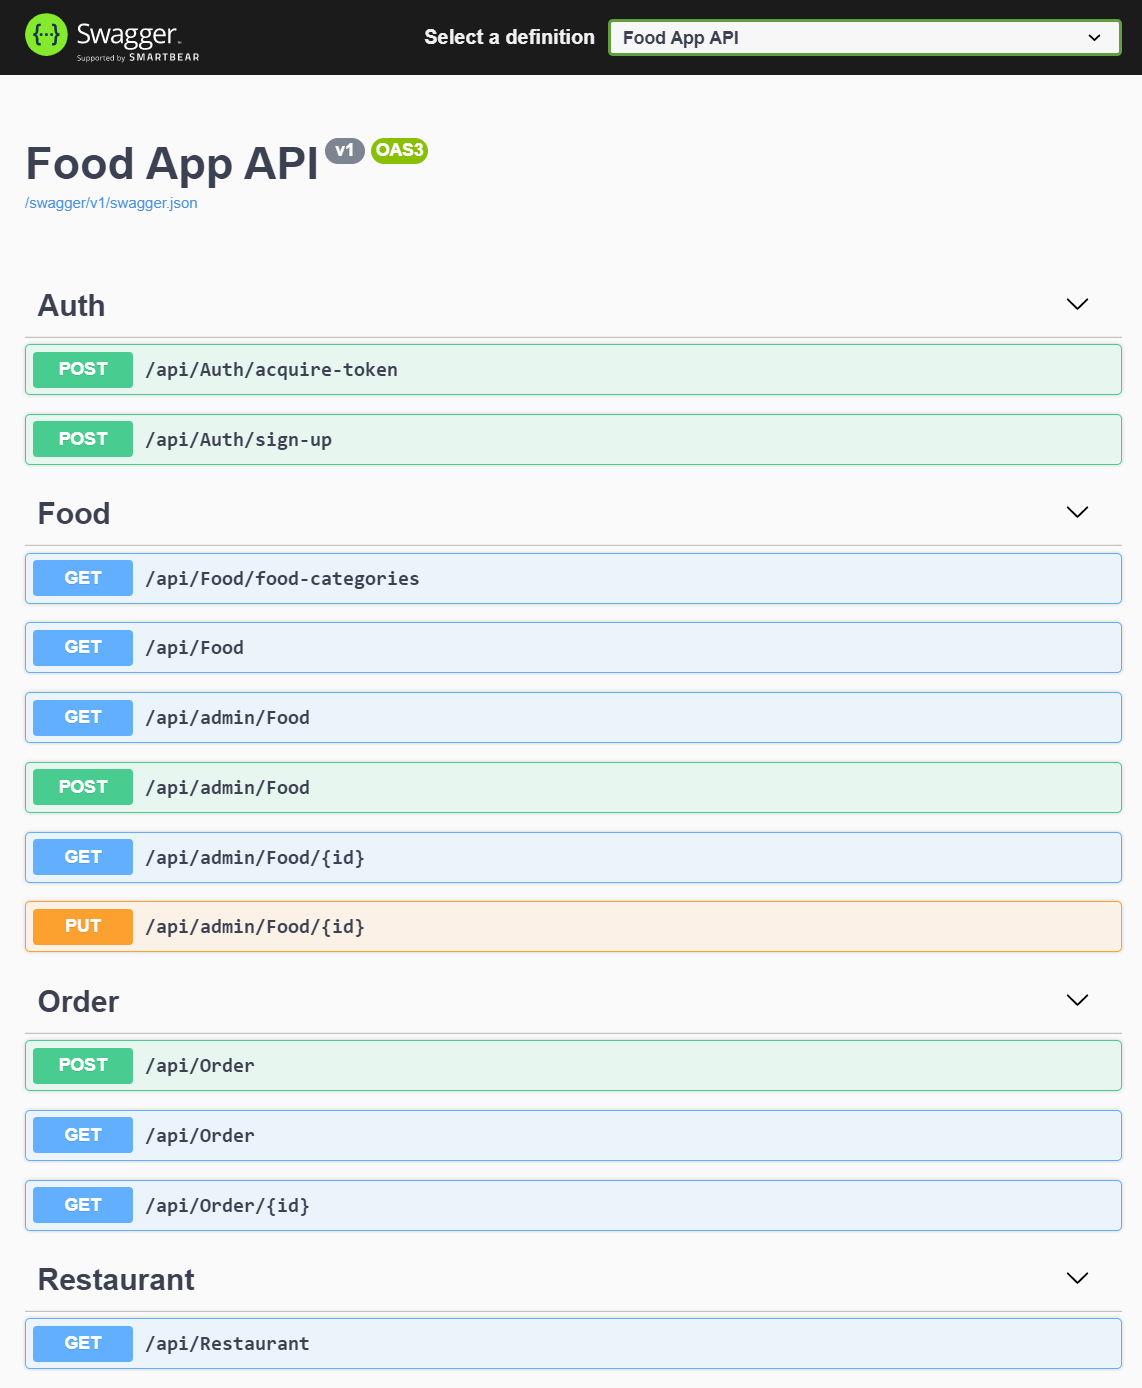 Swagger
Supported by SMARTBEAR
Select a definition
Food App API
Food App API v1 OAS3
/swagger/v1/swagger.json
Auth
POST /api/Auth/acquire-token
POST /api/Auth/sign-up
Food
GET /api/Food/food-categories
GET /api/Food
GET /api/admin/Food
POST /api/admin/Food
GET /api/admin/Food/{id}
PUT /api/admin/Food/{id}
Order
POST /api/Order
GET /api/Order
GET /api/Order/{id}
Restaurant
GET /api/Restaurant